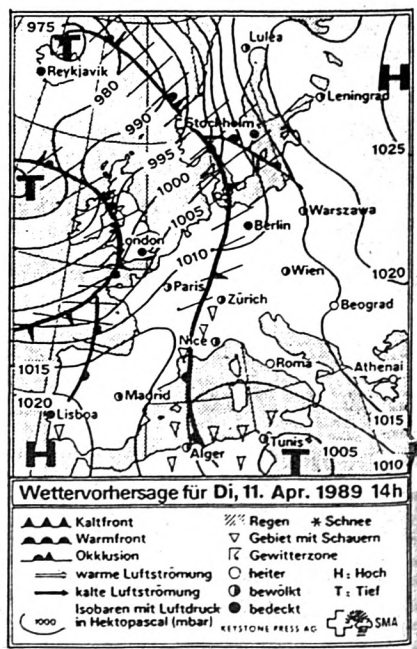 975
T
Reykjavik
Luleå
H
980
Leningrad
990
Stockholm
1025
995
1000
T
1005
Warszawa
Berlin
ondon
1010
Wien
1020
Paris
Zürich
Beograd
Nice
1015
Roma
Athenai
1020
Madrid
Lisboa
1015
H
Alger
Tunis
T
1005
1010
Wettervorhersage für Di, 11. Apr. 1989 14h
Kaltfront
Regen
Schnee
Warmfront
Gebiet mit Schauern
Okklusion
Gewitterzone
warme Luftströmung
heiter
H: Hoch
kalte Luftströmung
bewölkt
T: Tief
Isobaren mit Luftdruck
bedeckt
1000
in Hektopascal (mbar)
KEYSTONE PRESS AG
SMA